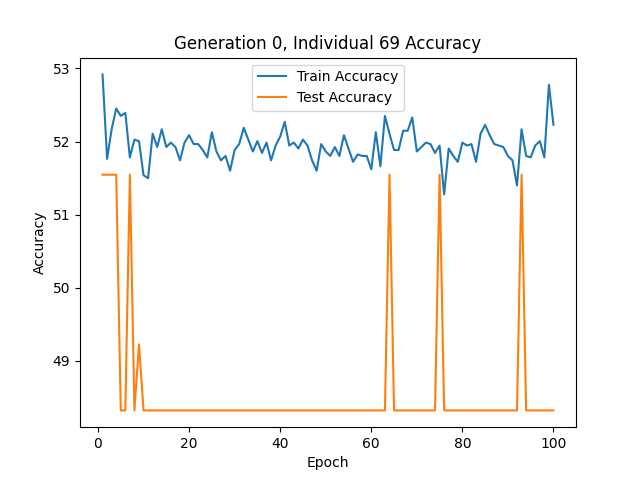 Generation 0, Individual 69 Accuracy
Train Accuracy
Test Accuracy
53
52
51
50
49
Accuracy
0 20 40 60 80 100
Epoch